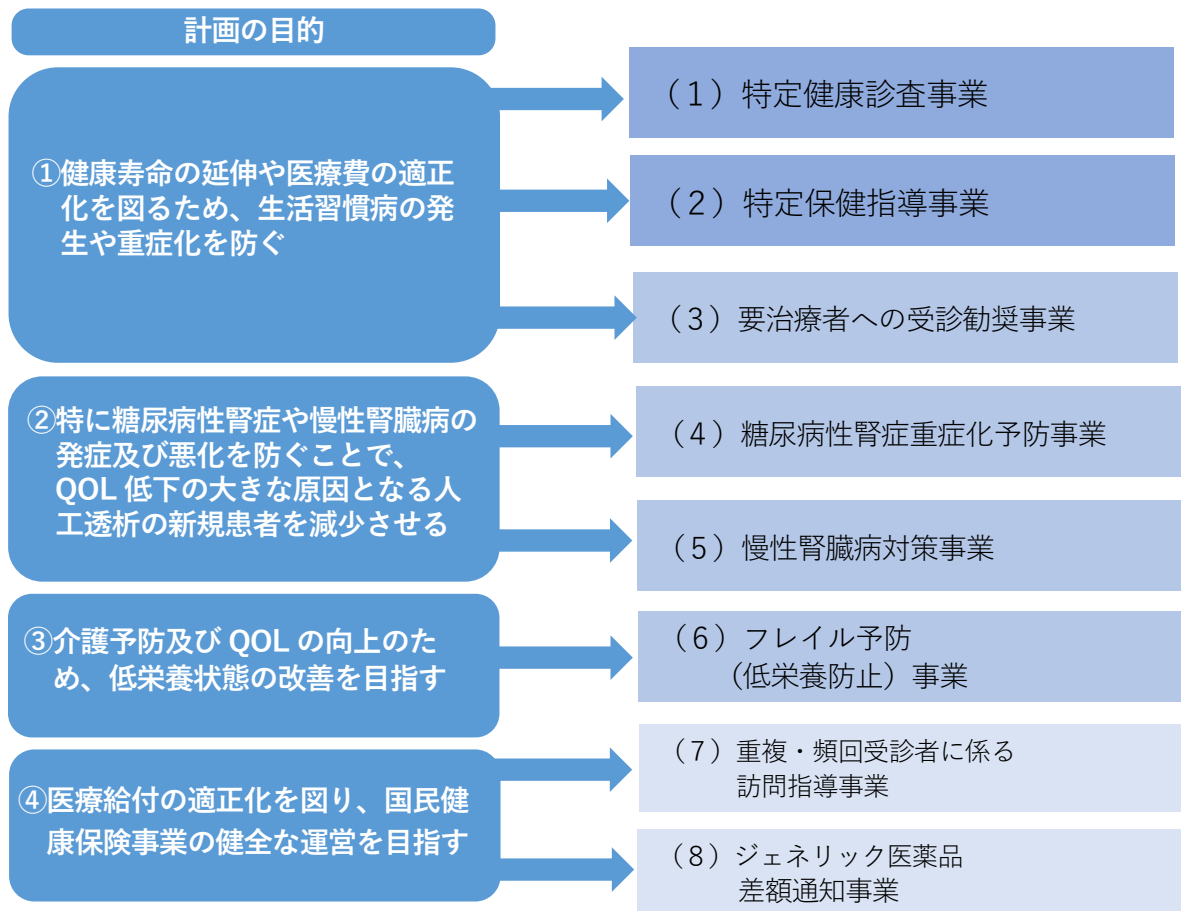 計画の目的
①健康寿命の延伸や医療費の適正
化を図るため、生活習慣病の発
生や重症化を防ぐ
（１）特定健康診査事業
（２）特定保健指導事業
（３）要治療者への受診勧奨事業
②特に糖尿病性腎症や慢性腎臓病の
発症及び悪化を防ぐことで、
QOL 低下の大きな原因となる人
工透析の新規患者を減少させる
（４）糖尿病性腎症重症化予防事業
（５）慢性腎臓病対策事業
③介護予防及び QOL の向上のた
め、低栄養状態の改善を目指す
（６）フレイル予防
（低栄養防止）事業
④医療給付の適正化を図り、国民健
康保険事業の健全な運営を目指す
（７）重複・頻回受診者に係る
訪問指導事業
（８）ジェネリック医薬品
差額通知事業